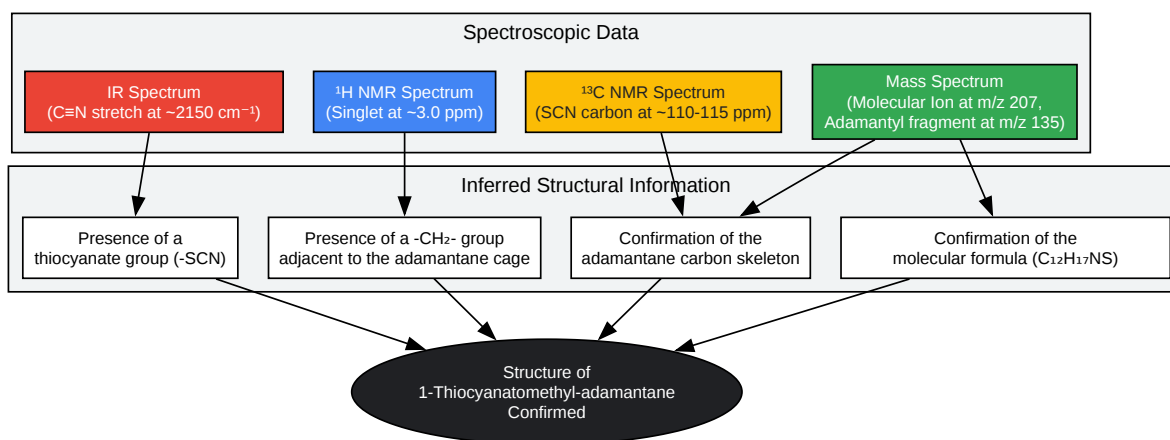 Spectroscopic Data
IR Spectrum
(C≡N stretch at ~2150 cm⁻¹)
¹H NMR Spectrum
(Singlet at ~3.0 ppm)
¹³C NMR Spectrum
(SCN carbon at ~110-115 ppm)
Mass Spectrum
(Molecular Ion at m/z 207,
Adamantyl fragment at m/z 135)
Inferred Structural Information
Presence of a
thiocyanate group (-SCN)
Presence of a -CH₂- group
adjacent to the adamantane cage
Confirmation of the
adamantane carbon skeleton
Confirmation of the
molecular formula (C₁₂H₁₇NS)
Structure of
1-Thiocyanatomethyl-adamantane
Confirmed